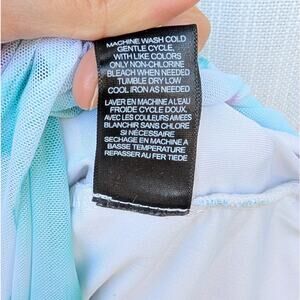 MACHINE WASH COLD
GENTLE CYCLE,
WITH LIKE COLORS
ONLY NON-CHLORINE
BLEACH WHEN NEEDED
TUMBLE DRY LOW
COOL IRON AS NEEDED
LAVER EN MACHINE A L'EAU
FROIDE CYCLE DOUX.
AVEC LES COULEURS AIMEES
BLANCHIR SANS CHLORE
SI NÉCESSAIRE
SECHAGE EN MACHINE A
BASSE TEMPERATURE
REPASSER AU FER TIEDE